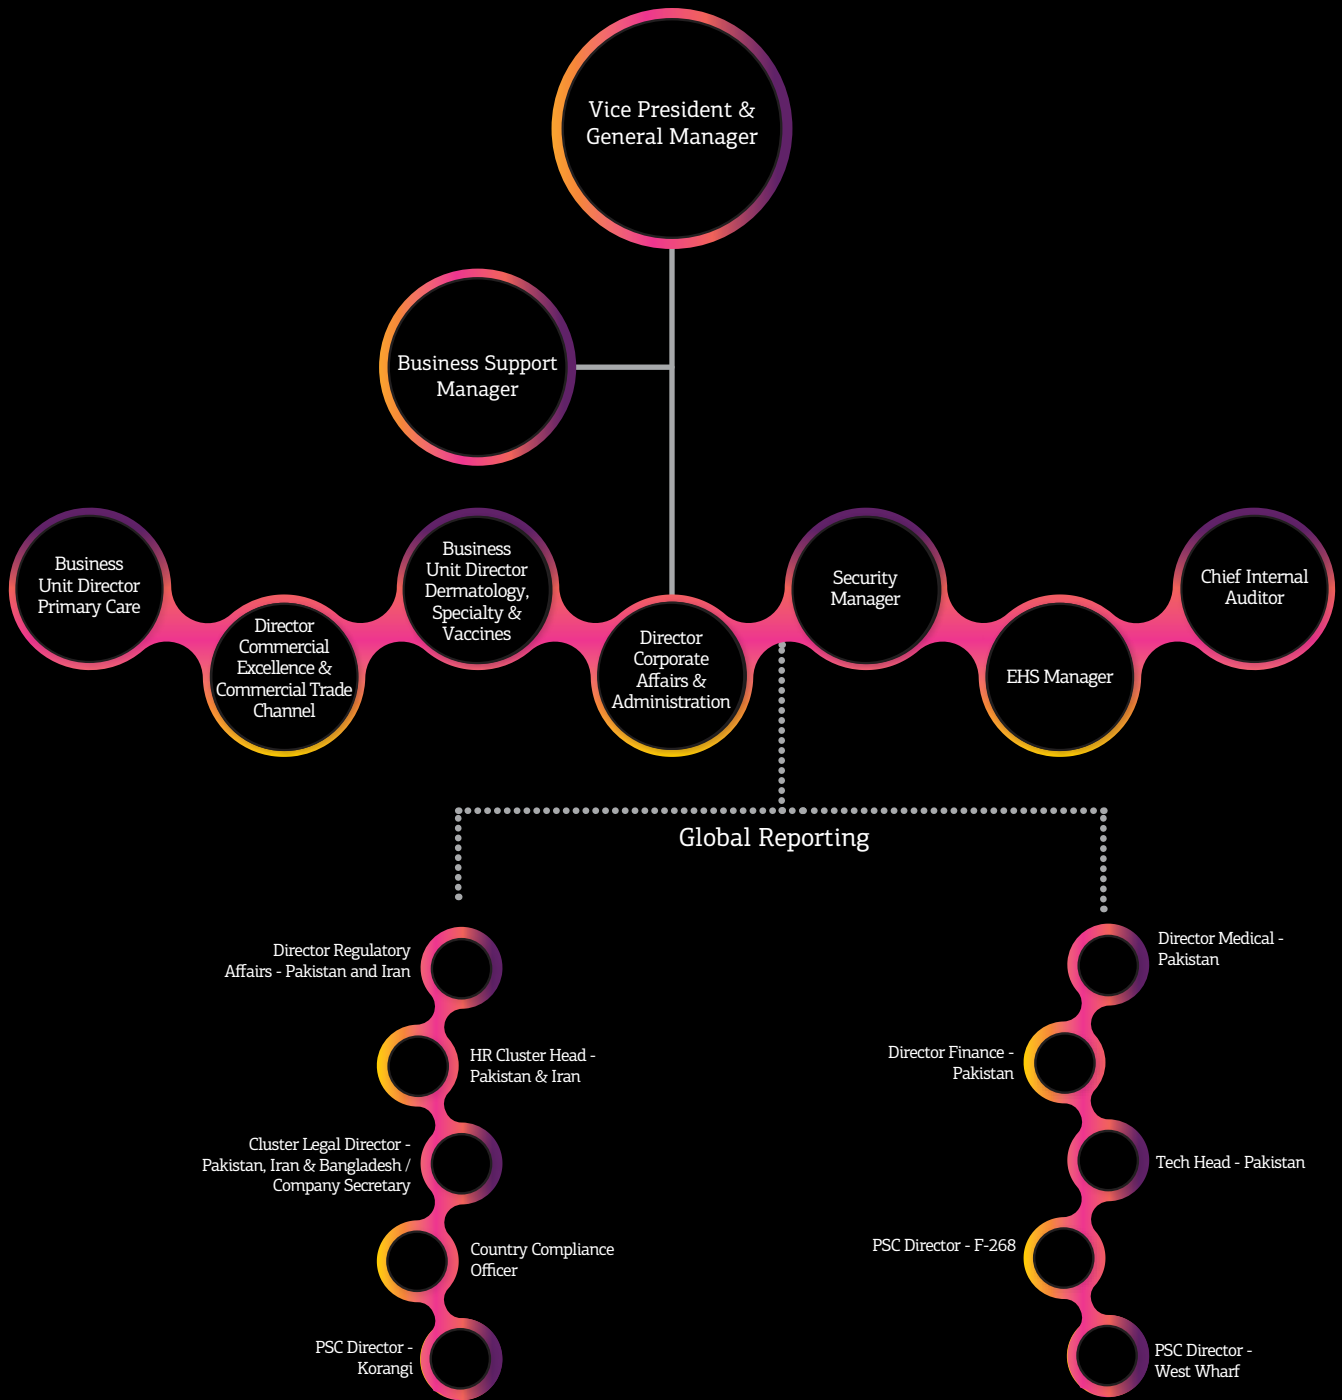 Vice President &
General Manager
Business Support
Manager
Business
Unit Director
Primary Care
Director
Commercial
Excellence &
Commercial Trade
Channel
Business
Unit Director
Dermatology,
Specialty &
Vaccines
Director
Corporate
Affairs &
Administration
Security
Manager
EHS Manager
Chief Internal
Auditor
Global Reporting
Director Regulatory
Affairs - Pakistan and Iran
HR Cluster Head -
Pakistan & Iran
Cluster Legal Director -
Pakistan, Iran & Bangladesh /
Company Secretary
Country Compliance
Officer
PSC Director -
Korangi
Director Medical -
Pakistan
Director Finance -
Pakistan
Tech Head - Pakistan
PSC Director - F-268
PSC Director -
West Wharf